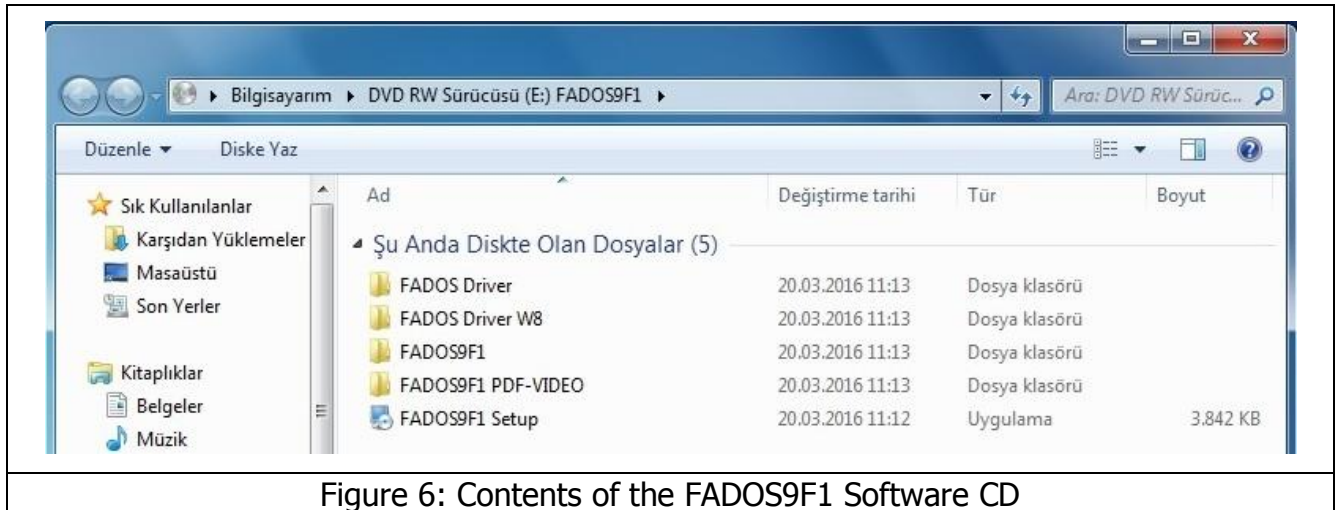 Bilgisayarım ▸ DVD RW Sürücüsü (E:) FADOS9F1 ▸ Ara: DVD RW Sürüc...
Düzenle ▾ Diske Yaz
Ad Değiştirme tarihi Tür Boyut
Sık Kullanılanlar
Karşıdan Yüklemeler
Masaüstü
Son Yerler
Kitaplıklar
Belgeler
Müzik
Şu Anda Diskte Olan Dosyalar (5)
FADOS Driver 20.03.2016 11:13 Dosya klasörü
FADOS Driver W8 20.03.2016 11:13 Dosya klasörü
FADOS9F1 20.03.2016 11:13 Dosya klasörü
FADOS9F1 PDF-VIDEO 20.03.2016 11:13 Dosya klasörü
FADOS9F1 Setup 20.03.2016 11:12 Uygulama 3.842 KB
Figure 6: Contents of the FADOS9F1 Software CD